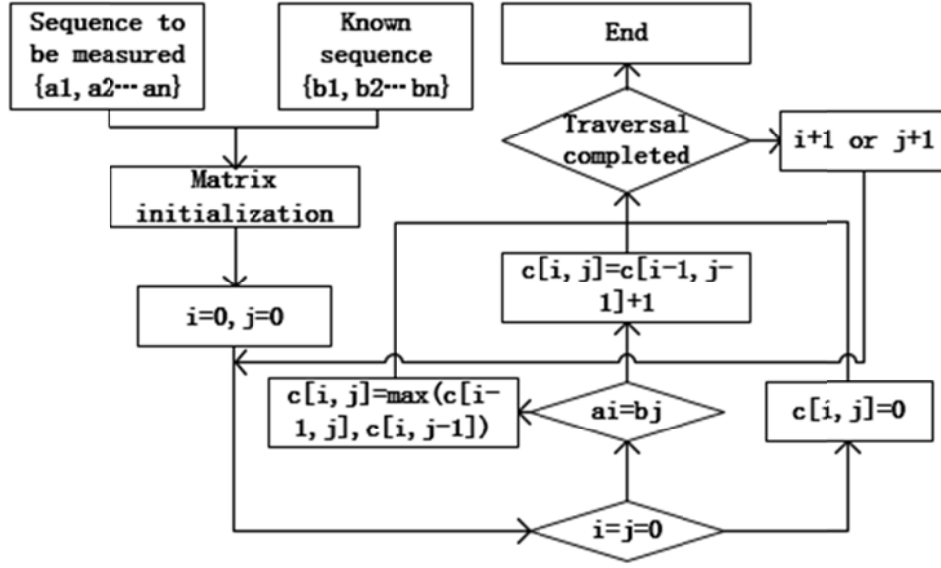 Sequence to
be measured
{a1, a2··· an}
Known
sequence
{b1, b2··· bn}
End
Traversal
completed
i+1 or j+1
Matrix
initialization
c[i, j]=c[i-1, j-
1]+1
i=0, j=0
c[i, j]=max(c[i-
1, j], c[i, j-1])
ai=bj
c[i, j]=0
i=j=0